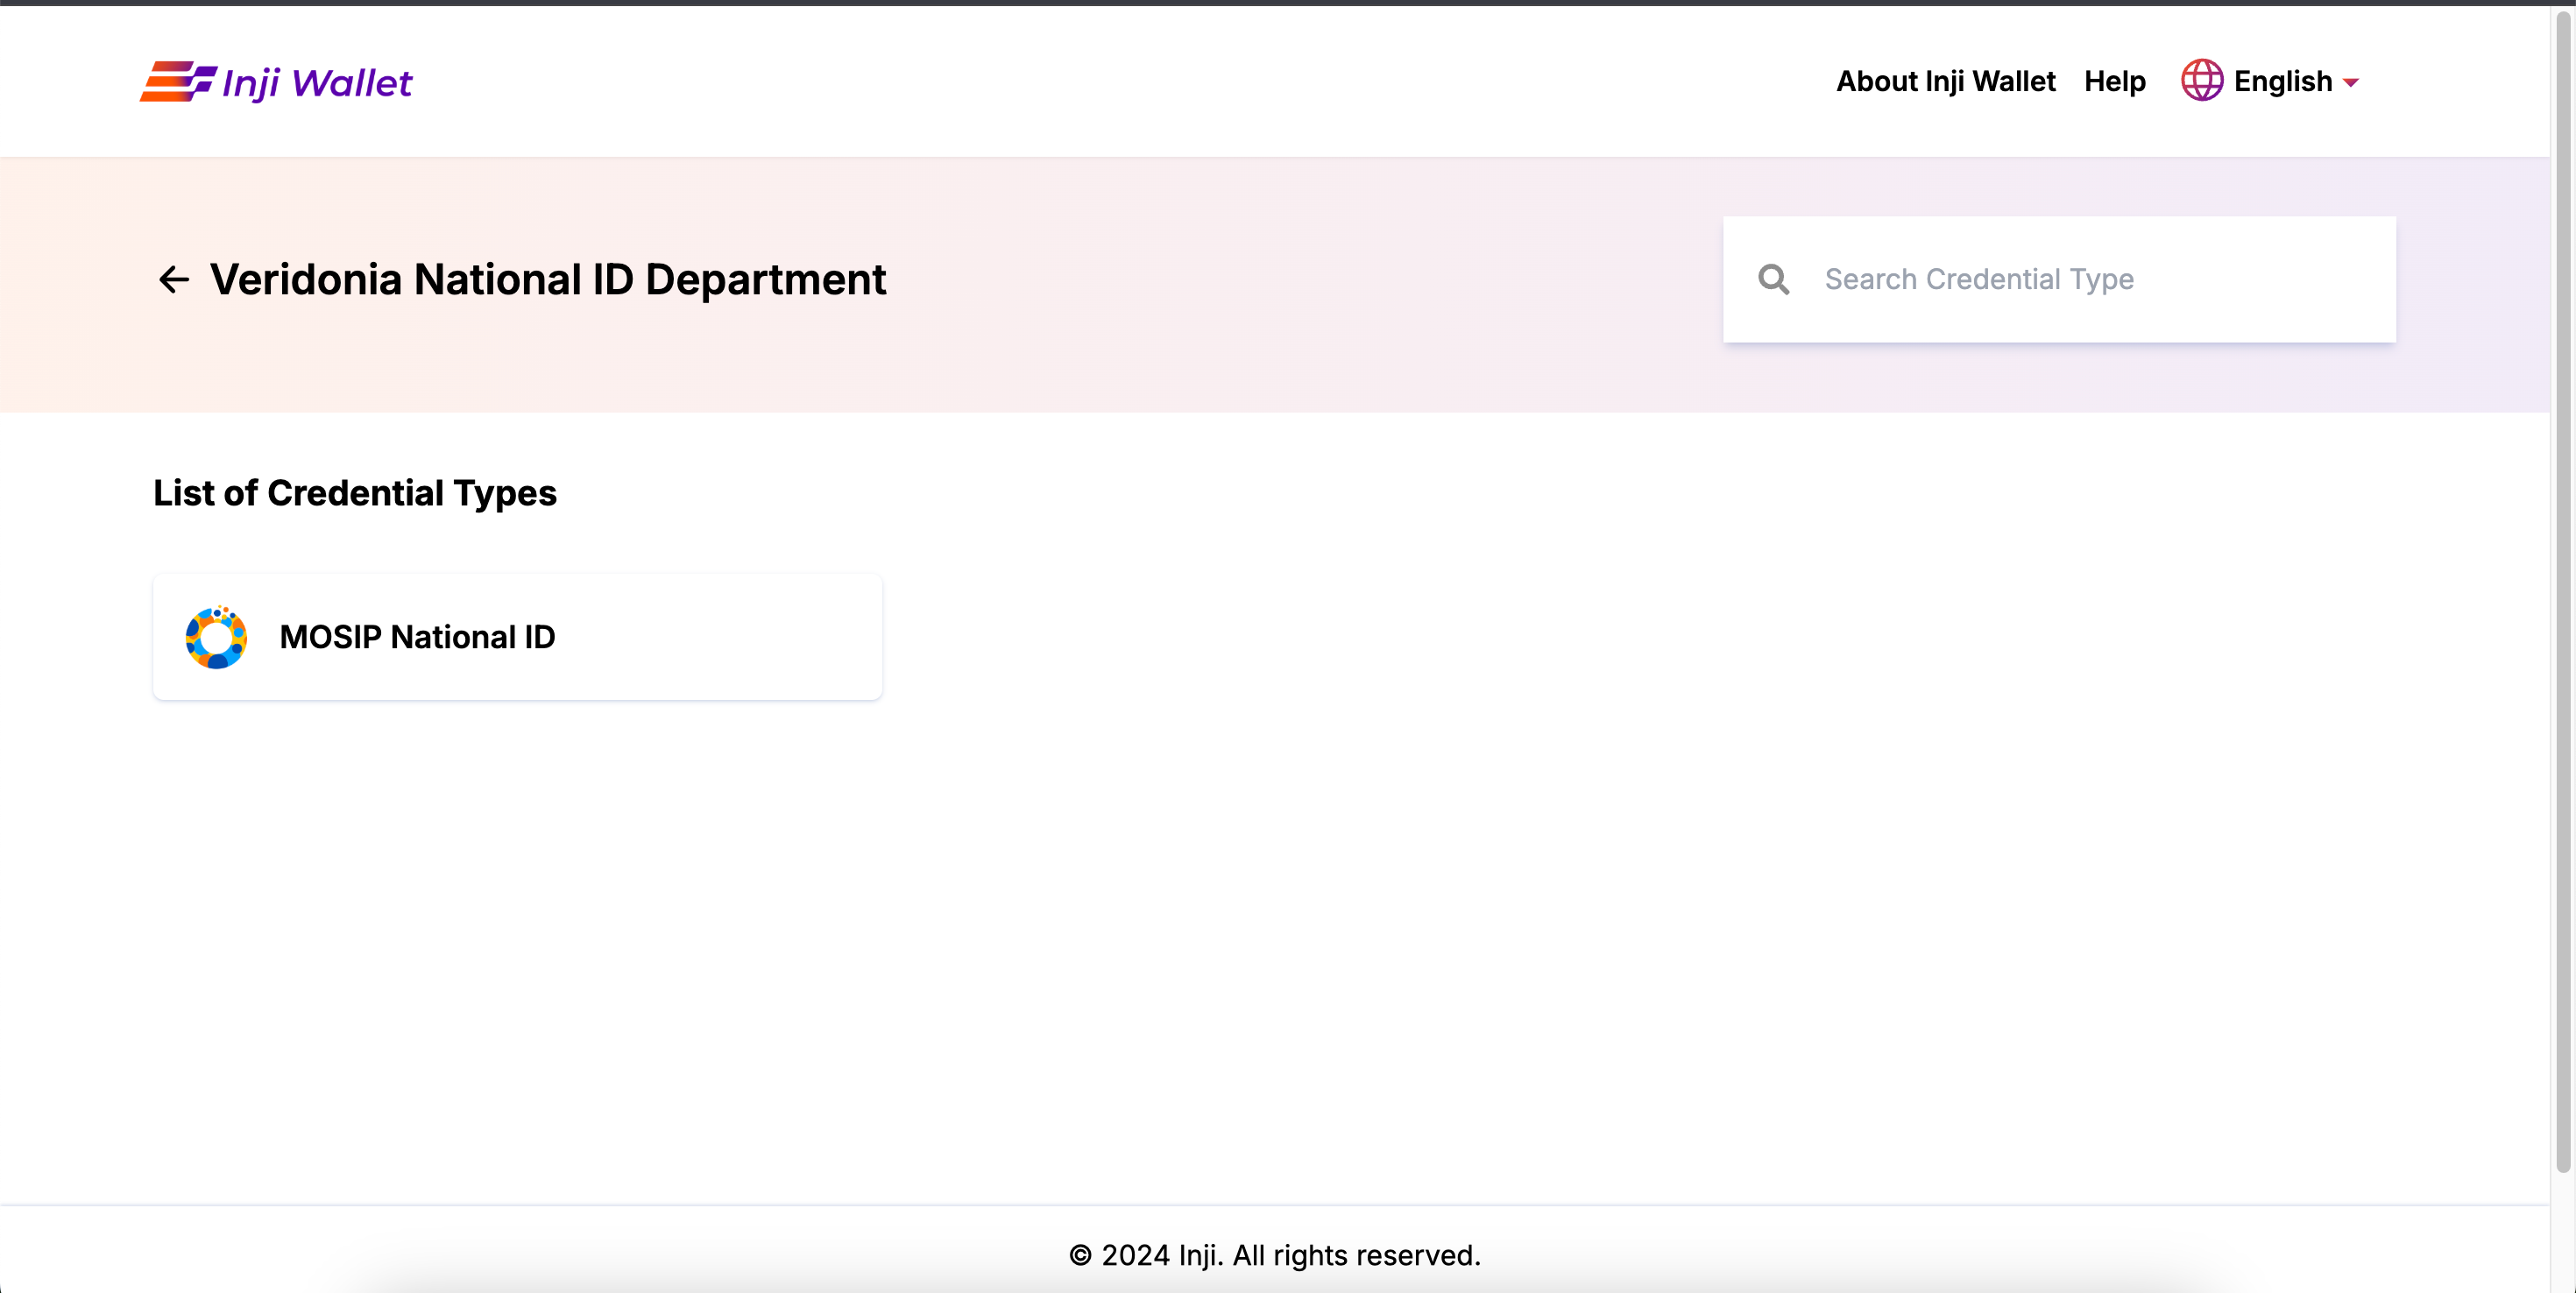 Inji Wallet
About Inji Wallet Help English
Veridonia National ID Department
Search Credential Type
List of Credential Types
MOSIP National ID
© 2024 Inji. All rights reserved.